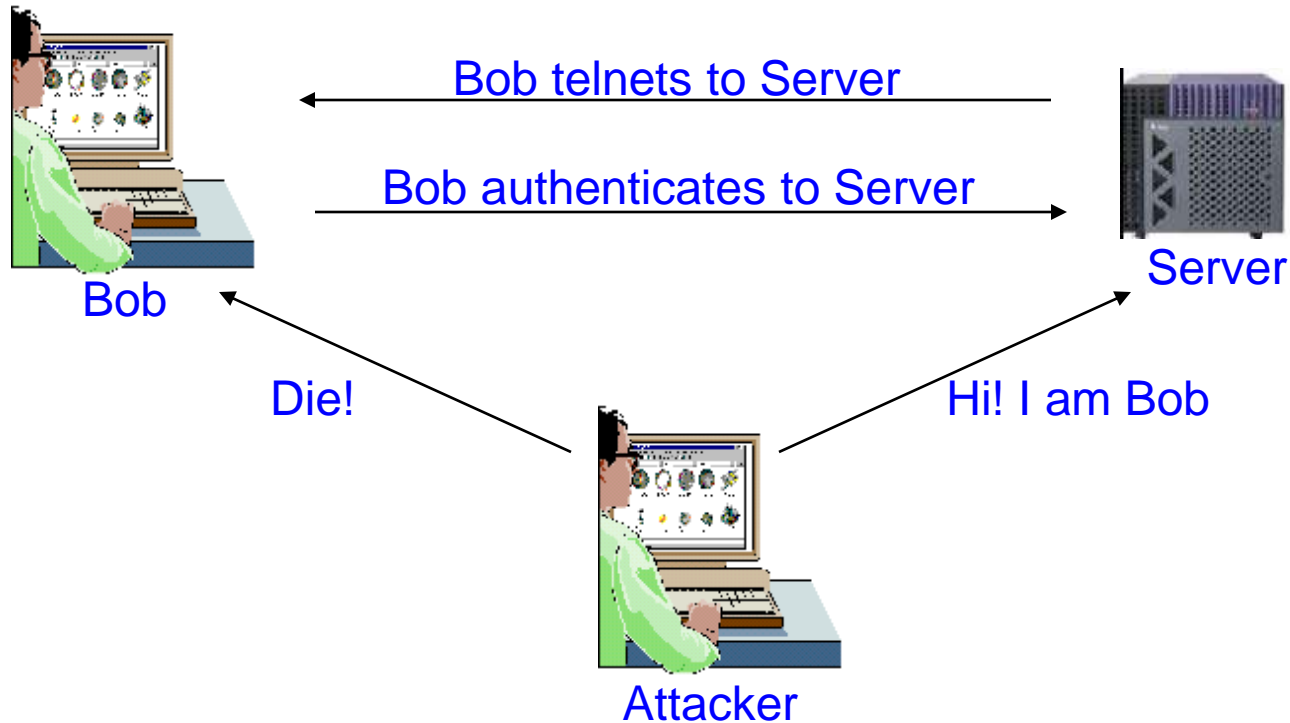 Bob telnets to Server
Bob authenticates to Server
Server
Bob
Die!
Hi! I am Bob
Attacker